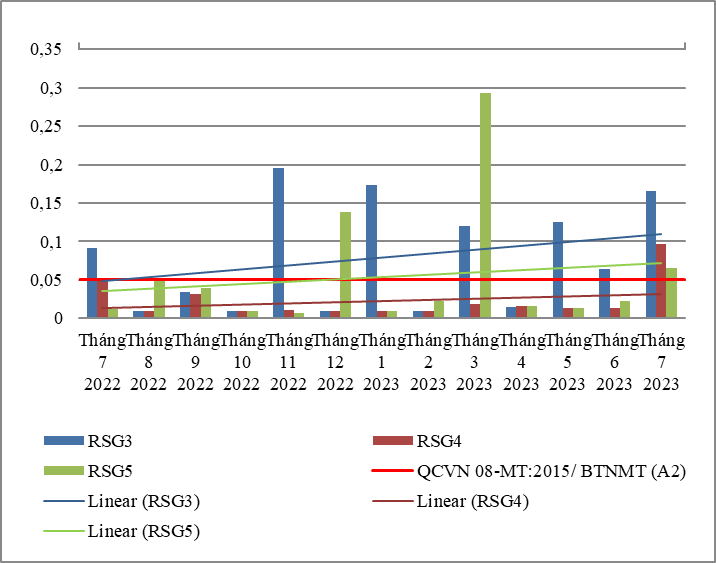 0,35
0,3
0,25
0,2
0,15
0,1
0,05
0
Tháng Tháng Tháng Tháng Tháng Tháng Tháng Tháng Tháng Tháng Tháng Tháng Tháng
7 8 9 10 11 12 1 2 3 4 5 6 7
2022 2022 2022 2022 2022 2022 2023 2023 2023 2023 2023 2023 2023
RSG3 RSG4
RSG5 QCVN 08-MT:2015/ BTNMT (A2)
Linear (RSG3) Linear (RSG4)
Linear (RSG5)